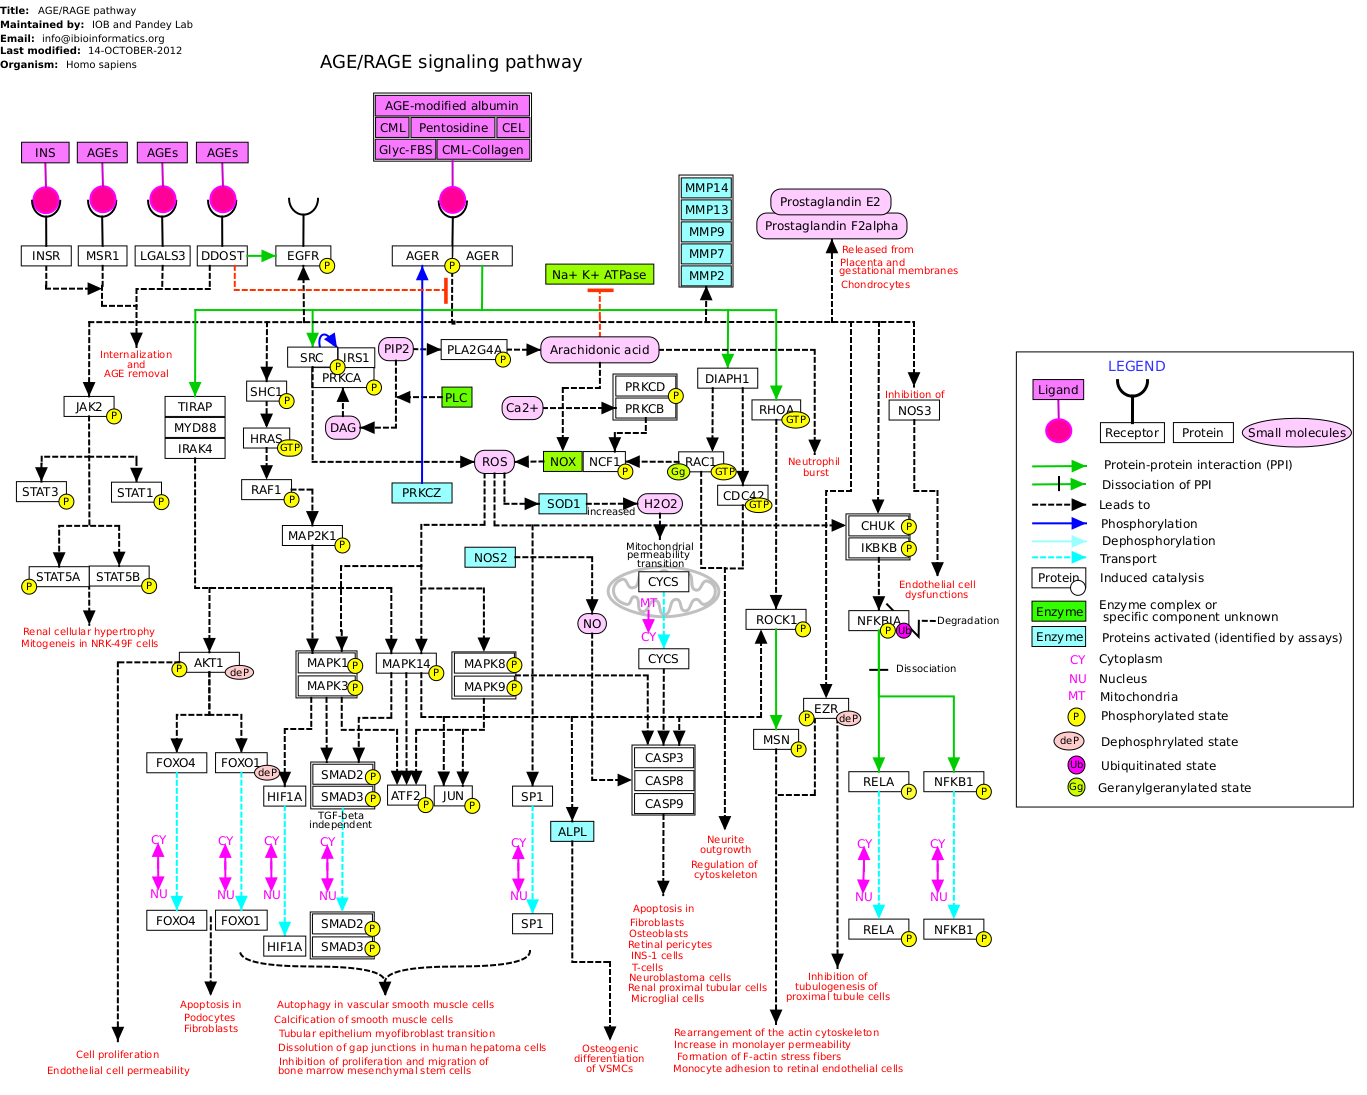 Title: AGE/RAGE pathway
Maintained by: IOB and Pandey Lab
Email: info@ibioinformatics.org
Last modified: 14-OCTOBER-2012
Organism: Homo sapiens
AGE/RAGE signaling pathway
AGE-modified albumin
CML Pentosidine CEL
Glyc-FBS CML-Collagen
INS AGEs AGEs AGEs
MMP14
MMP13
MMP9
MMP7
MMP2
Prostaglandin E2
Prostaglandin F2alpha
INSR MSR1 LGALS3 DDOST EGFR P AGER P AGER
Released from
Placenta and
gestational membranes
Chondrocytes
Na+ K+ ATPase
Internalization
and
AGE removal
SRC P IRS1
PRKCA P
PIP2 PLA2G4A P Arachidonic acid
DIAPH1
PRKCD P
PRKCB
Inhibition of
NOS3
JAK2 P
TIRAP
MYD88
IRAK4
SHC1 P
HRAS GTP
RAF1 P
DAG
PLC
Ca2+
RHOA GTP
ROS NOX NCF1 P
RAC1 Gg GTP
CDC42 GTP
Neutrophil
burst
STAT3 P STAT1 P
PRKCZ
SOD1 increased H2O2
MAP2K1 P
CHUK P
IKBKB P
NOS2
Mitochondrial
permeability
transition
CYCS
MT
CY
CYCS
STAT5A P STAT5B P
Renal cellular hypertrophy
Mitogeneis in NRK-49F cells
Endothelial cell
dysfunctions
NO
ROCK1 P
NFKBIA P Ub Degradation
Dissociation
AKT1 P deP
MAPK1 P
MAPK3 P
MAPK14 P
MAPK8 P
MAPK9 P
EZR P deP
MSN P
FOXO4 FOXO1 deP
HIF1A
SMAD2 P
SMAD3 P
TGF-beta
independent
ATF2 P JUN P
SP1
CASP3
CASP8
CASP9
RELA P NFKB1 P
ALPL
Neurite
outgrowth
Regulation of
cytoskeleton
CY CY CY CY CY CY CY
NU NU NU NU NU NU NU
FOXO4 FOXO1
HIF1A
SMAD2 P
SMAD3 P
SP1
RELA P NFKB1 P
Apoptosis in
Fibroblasts
Osteoblasts
Retinal pericytes
INS-1 cells
T-cells
Neuroblastoma cells
Renal proximal tubular cells
Microglial cells
Inhibition of
tubulogenesis of
proximal tubule cells
Apoptosis in
Podocytes
Fibroblasts
Autophagy in vascular smooth muscle cells
Calcification of smooth muscle cells
Tubular epithelium myofibroblast transition
Dissolution of gap junctions in human hepatoma cells
Inhibition of proliferation and migration of
bone marrow mesenchymal stem cells
Cell proliferation
Endothelial cell permeability
Osteogenic
differentiation
of VSMCs
Rearrangement of the actin cytoskeleton
Increase in monolayer permeability
Formation of F-actin stress fibers
Monocyte adhesion to retinal endothelial cells
LEGEND
Ligand
Receptor Protein Small molecules
Protein-protein interaction (PPI)
Dissociation of PPI
Leads to
Phosphorylation
Dephosphorylation
Transport
Protein Induced catalysis
Enzyme Enzyme complex or
specific component unknown
Enzyme Proteins activated (identified by assays)
CY Cytoplasm
NU Nucleus
MT Mitochondria
P Phosphorylated state
deP Dephosphrylated state
Ub Ubiquitinated state
Gg Geranylgeranylated state